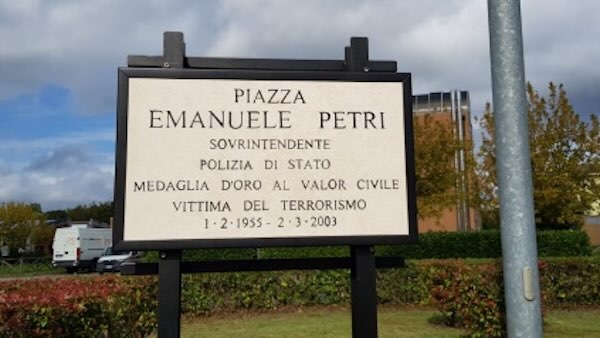 PIAZZA
EMANUELE PETRI
SOVRINTENDENTE
POLIZIA DI STATO
MEDAGLIA D'ORO AL VALOR CIVILE
VITTIMA DEL TERRORISMO
1·2·1955 - 2·3·2003